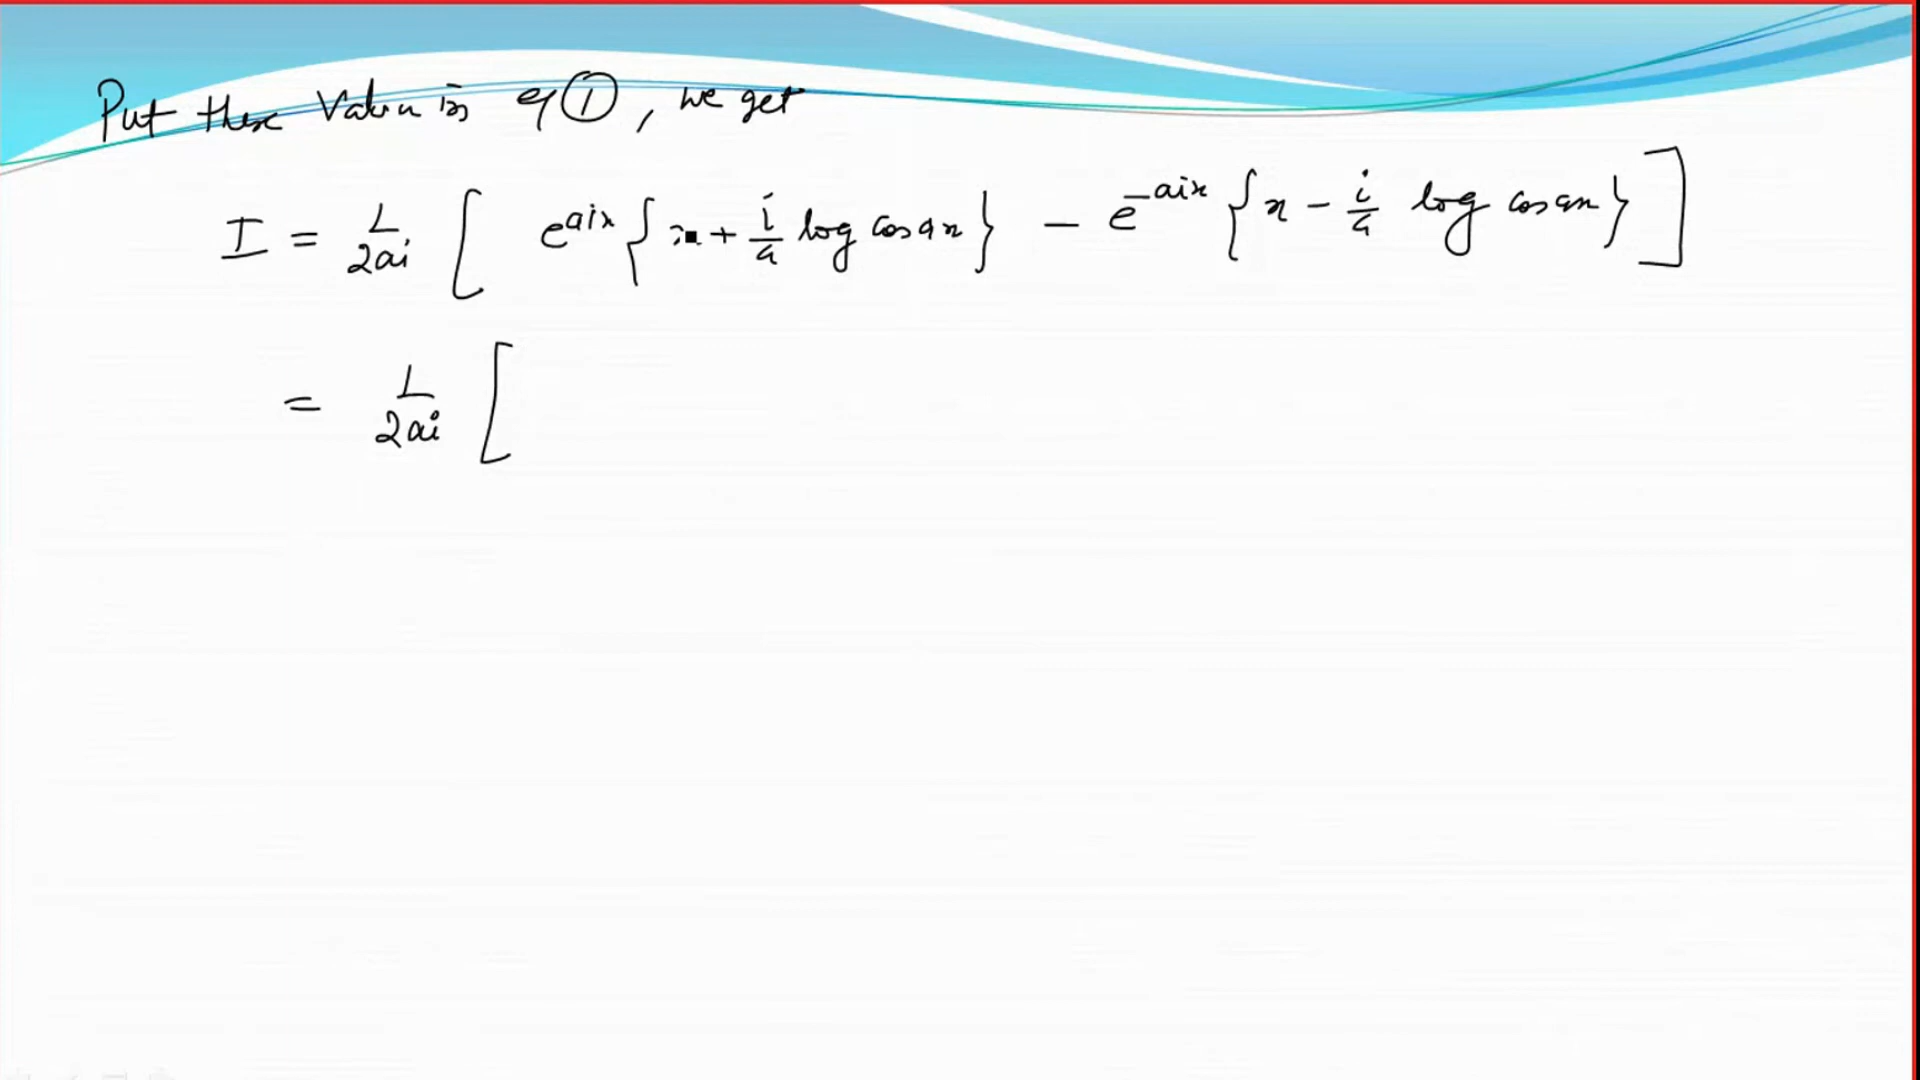 Put these values in eq ①, we get
I = 1/2ai [ e^{aix} { x + i/a log cos ax } - e^{-aix} { x - i/a log cos ax } ]
= 1/2ai [